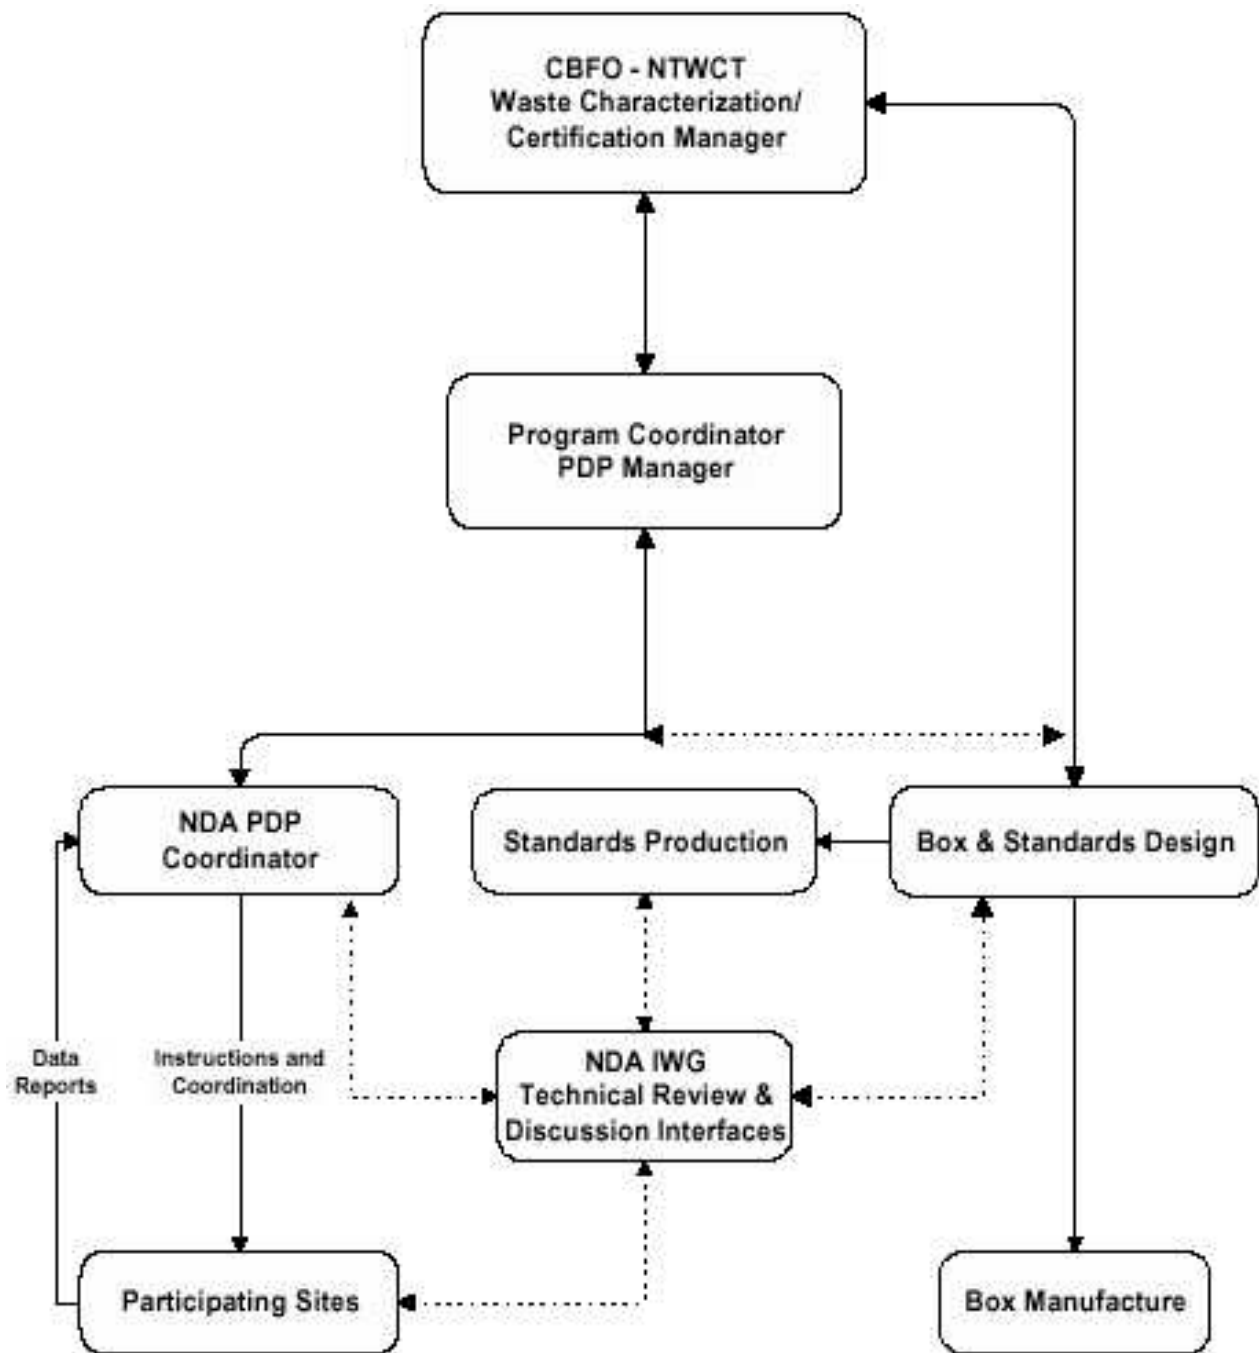 CBFO - NTWCT
Waste Characterization/
Certification Manager
Program Coordinator
PDP Manager
NDA PDP
Coordinator
Standards Production
Box & Standards Design
Data
Reports
Instructions and
Coordination
NDA IWG
Technical Review &
Discussion Interfaces
Participating Sites
Box Manufacture